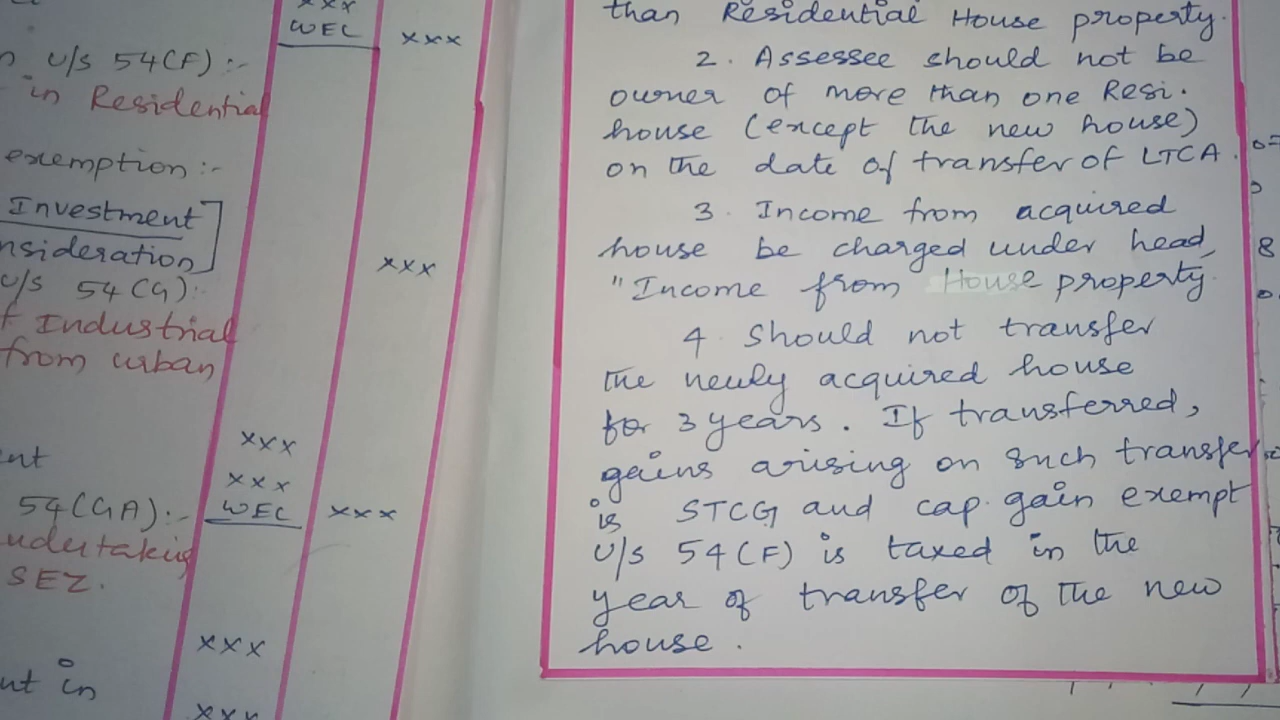 xxx
WEC
xxx
u/s 54(F) :-
in Residential
exemption :-
Investment
nsideration
xxx
u/s 54(G) :-
f Industrial
from urban
xxx
ent
xxx
54(GA) :-
WEC
xxx
undertaking
SEZ.
xxx
nt in
xxx
than Residential House property.
2. Assessee should not be
owner of more than one Resi.
house (except the new house)
on the date of transfer of LTCA.
3. Income from acquired
house be charged under head,
"Income from House property.
4. Should not transfer
the newly acquired house
for 3 years. If transferred,
gains arising on such transfer
is STCG and cap. gain exempt
u/s 54(F) is taxed in the
year of transfer of the new
house.
8